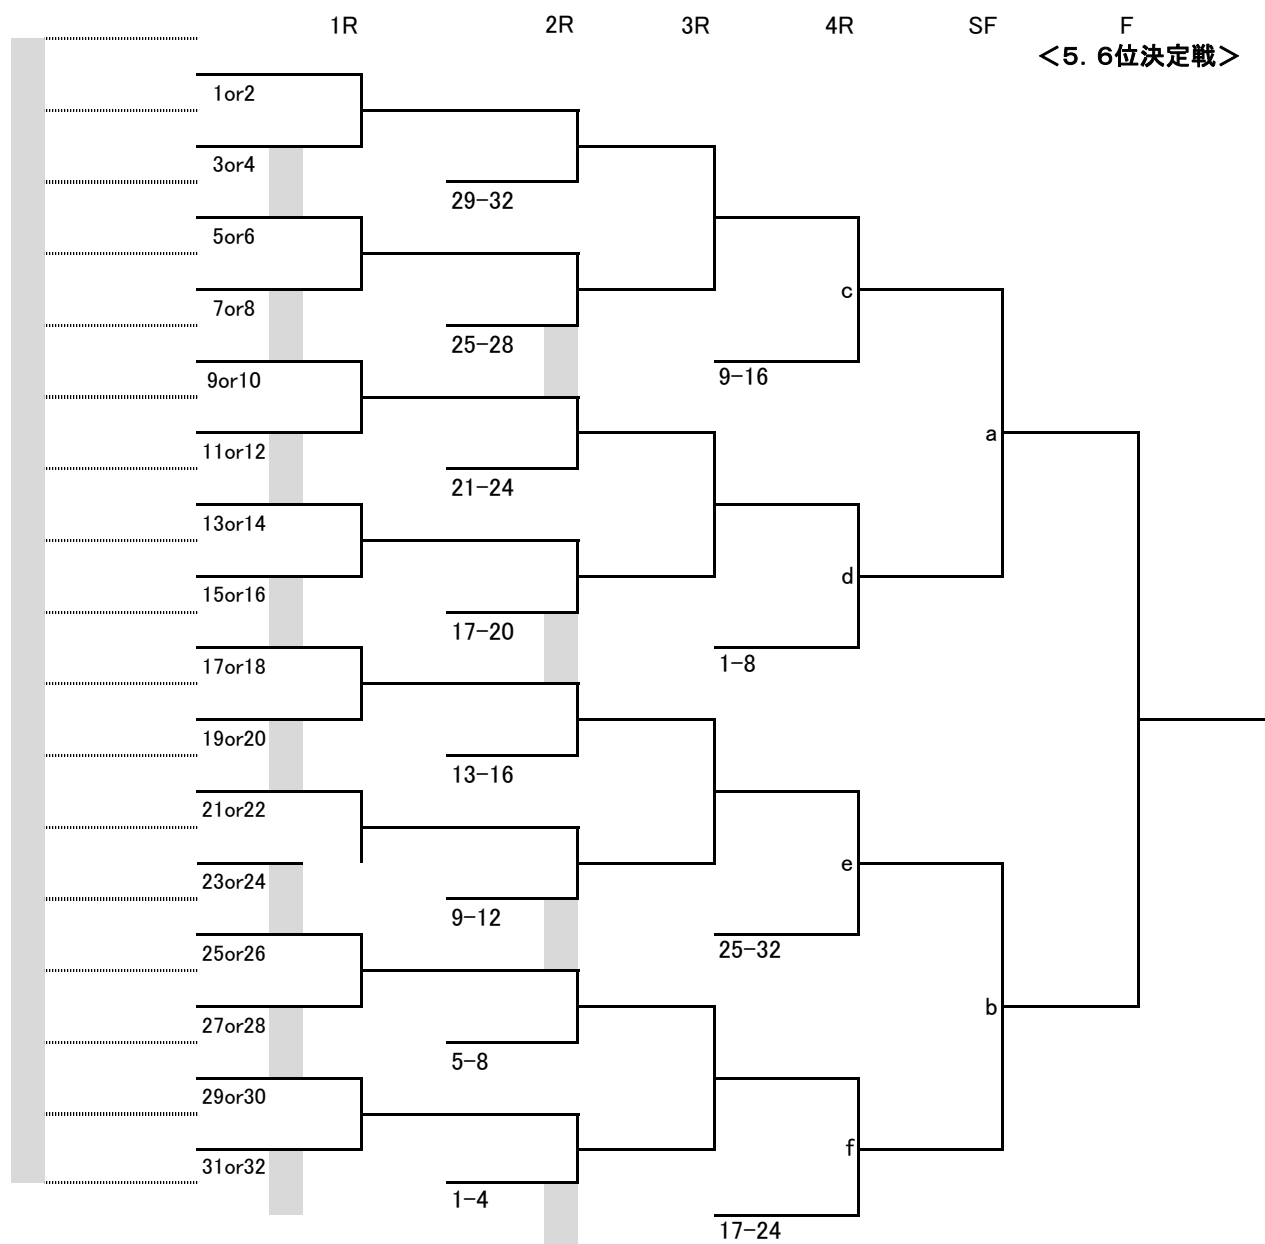 1R 2R 3R 4R SF F
＜５．６位決定戦＞
1or2
3or4
29-32
5or6
c
7or8
25-28
9or10
9-16
a
11or12
21-24
13or14
d
15or16
17-20
17or18
1-8
19or20
13-16
21or22
e
23or24
9-12
25or26
25-32
b
27or28
5-8
29or30
f
31or32
1-4
17-24